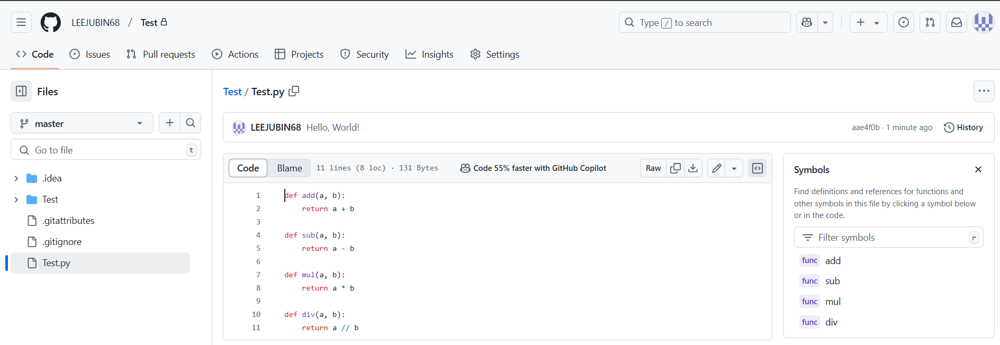 LEEJUBIN68 / Test
Type / to search
Code Issues Pull requests Actions Projects Security Insights Settings
Files
master
Go to file t
.idea
Test
.gitattributes
.gitignore
Test.py
Test / Test.py
LEEJUBIN68 Hello, World!
aae4f0b · 1 minute ago History
Code Blame 11 lines (8 loc) · 131 Bytes Code 55% faster with GitHub Copilot Raw
1 def add(a, b):
2     return a + b
3
4 def sub(a, b):
5     return a - b
6
7 def mul(a, b):
8     return a * b
9
10 def div(a, b):
11     return a // b
Symbols
Find definitions and references for functions and
other symbols in this file by clicking a symbol below
or in the code.
Filter symbols r
func add
func sub
func mul
func div